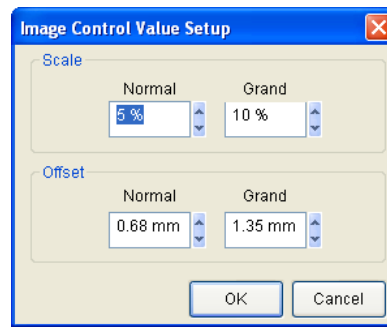 Image Control Value Setup
Scale
Normal Grand
5 % 10 %
Offset
Normal Grand
0.68 mm 1.35 mm
OK Cancel